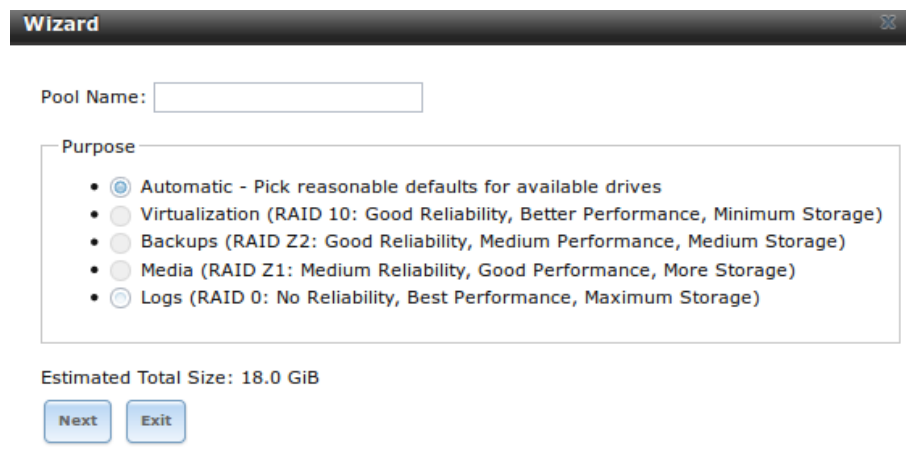 Wizard
Pool Name:
Purpose
• Automatic - Pick reasonable defaults for available drives
• Virtualization (RAID 10: Good Reliability, Better Performance, Minimum Storage)
• Backups (RAID Z2: Good Reliability, Medium Performance, Medium Storage)
• Media (RAID Z1: Medium Reliability, Good Performance, More Storage)
• Logs (RAID 0: No Reliability, Best Performance, Maximum Storage)
Estimated Total Size: 18.0 GiB
Next Exit